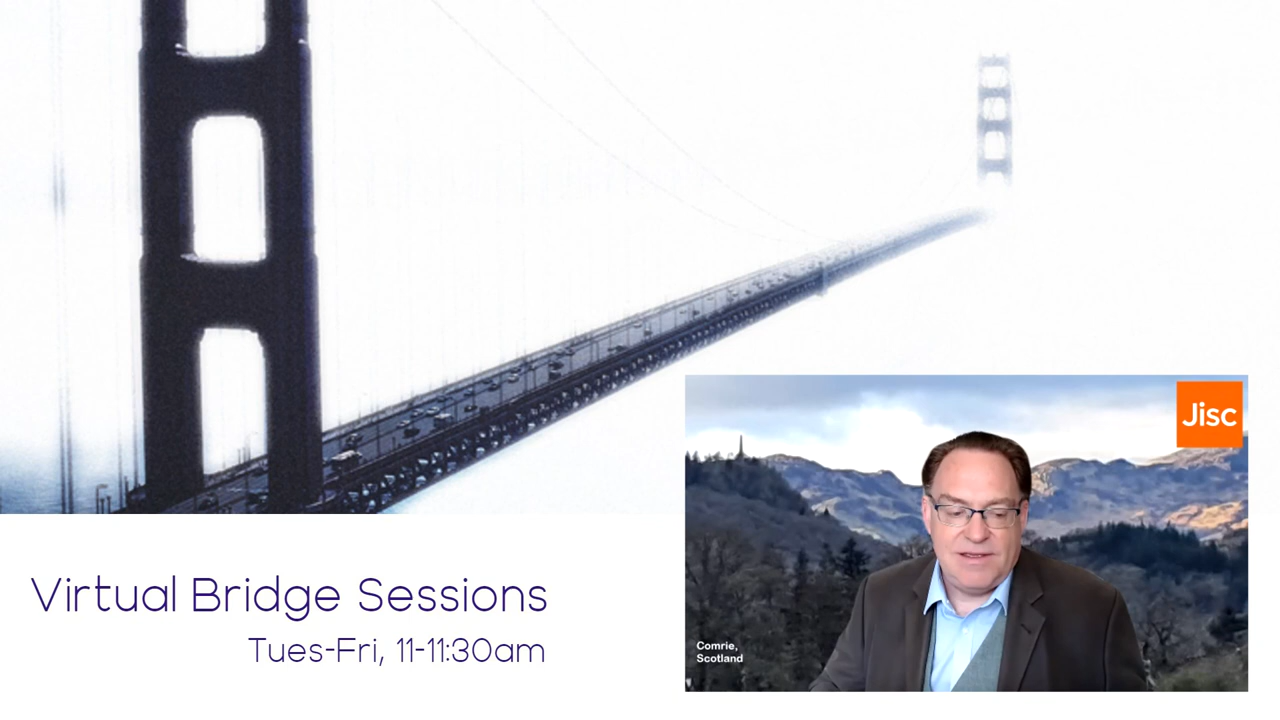 Jisc
Comrie,
Scotland
Virtual Bridge Sessions
Tues-Fri, 11-11:30am